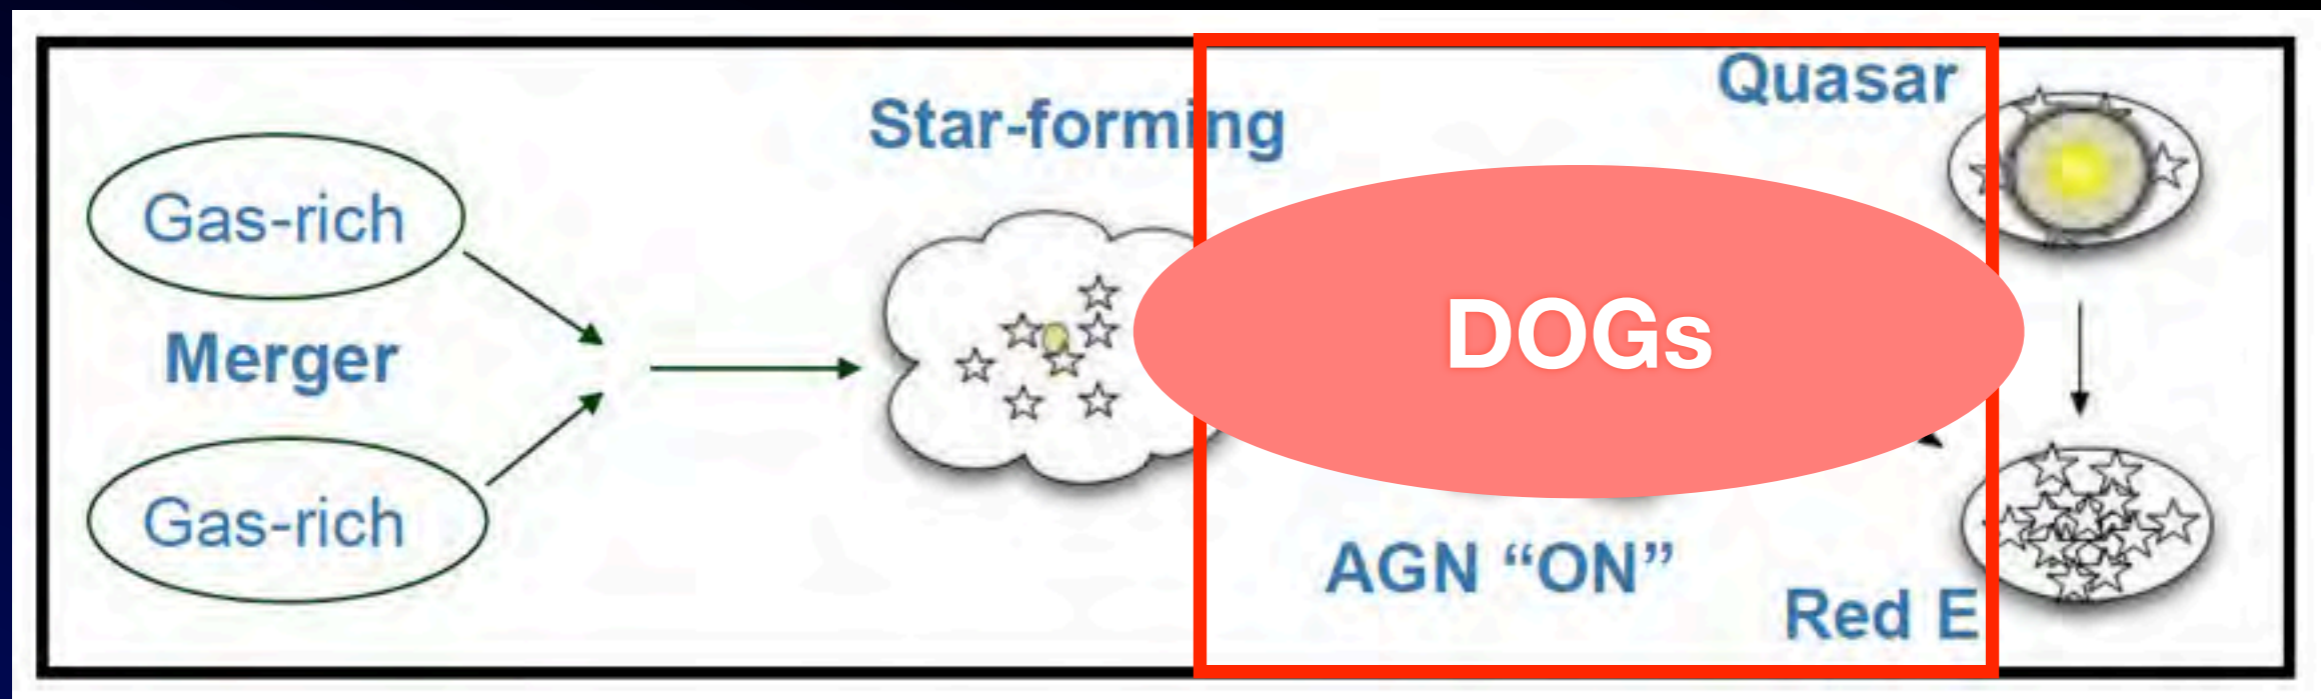 Gas-rich
Merger
Gas-rich
Star-forming
DOGs
AGN “ON”
Quasar
Red E